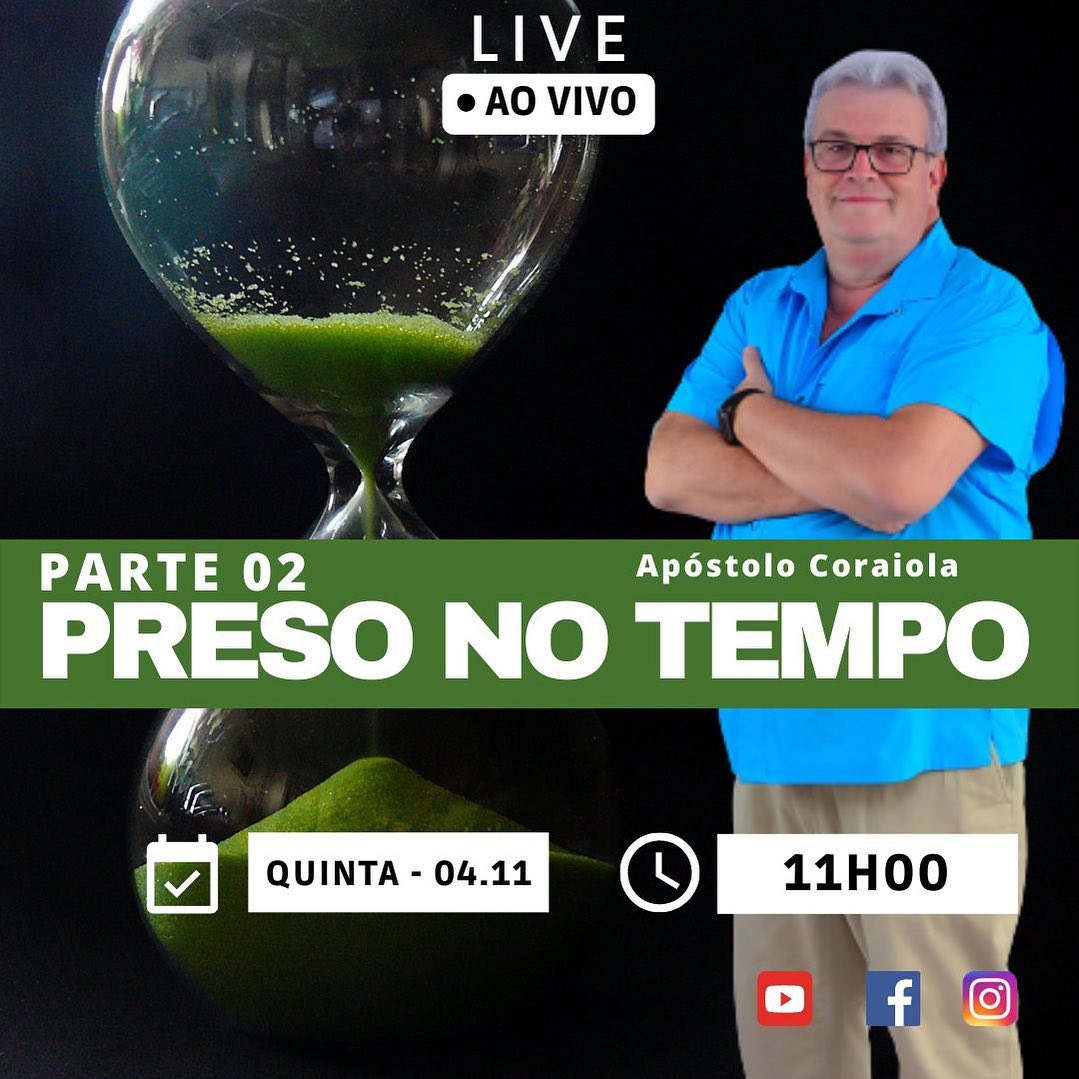 LIVE
• AO VIVO
PARTE 02
Apóstolo Coraiola
PRESO NO TEMPO
QUINTA - 04.11
11H00